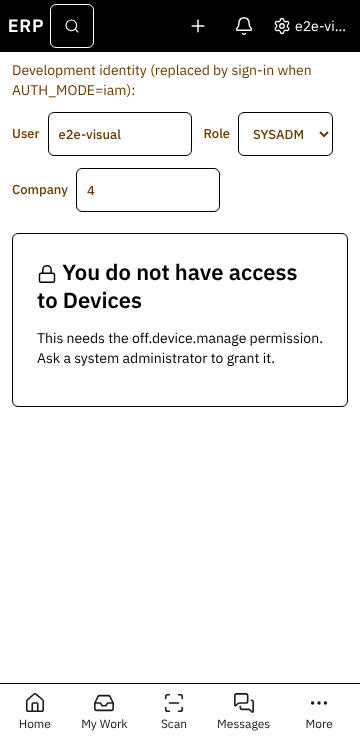 ERP
e2e-vi...
Development identity (replaced by sign-in when
AUTH_MODE=iam):
User e2e-visual Role SYSADM
Company 4
You do not have access
to Devices
This needs the off.device.manage permission.
Ask a system administrator to grant it.
Home My Work Scan Messages More